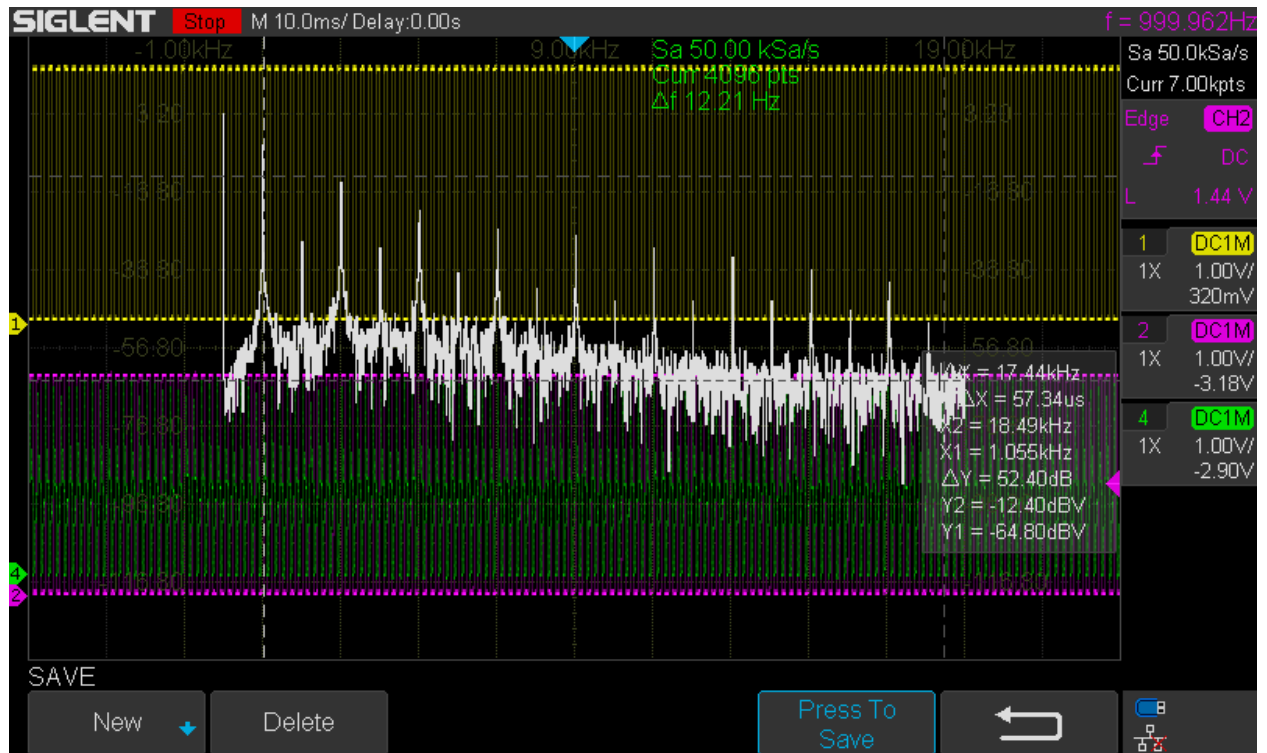 SIGLENT Stop M 10.0ms/ Delay:0.00s f = 999.962Hz
-1.00kHz 9.00kHz Sa 50.00 kSa/s 19.00kHz
Curr 4096 pts
Δf 12.21 Hz
Sa 50.0kSa/s
Curr 7.00kpts
Edge CH2
DC
L 1.44 V
-3.20 -3.20
-16.80 -16.80
-36.80 -36.80
-56.80 -56.80
-76.80
-96.80
-116.80 -116.80
1 DC1M
1X 1.00V/
320mV
2 DC1M
1X 1.00V/
-3.18V
4 DC1M
1X 1.00V/
-2.90V
1
4
2
ΔX = 17.44kHz
ΔX = 57.34us
X2 = 18.49kHz
X1 = 1.055kHz
ΔY = 52.40dB
Y2 = -12.40dBV
Y1 = -64.80dBV
SAVE
New
Delete
Press To
Save